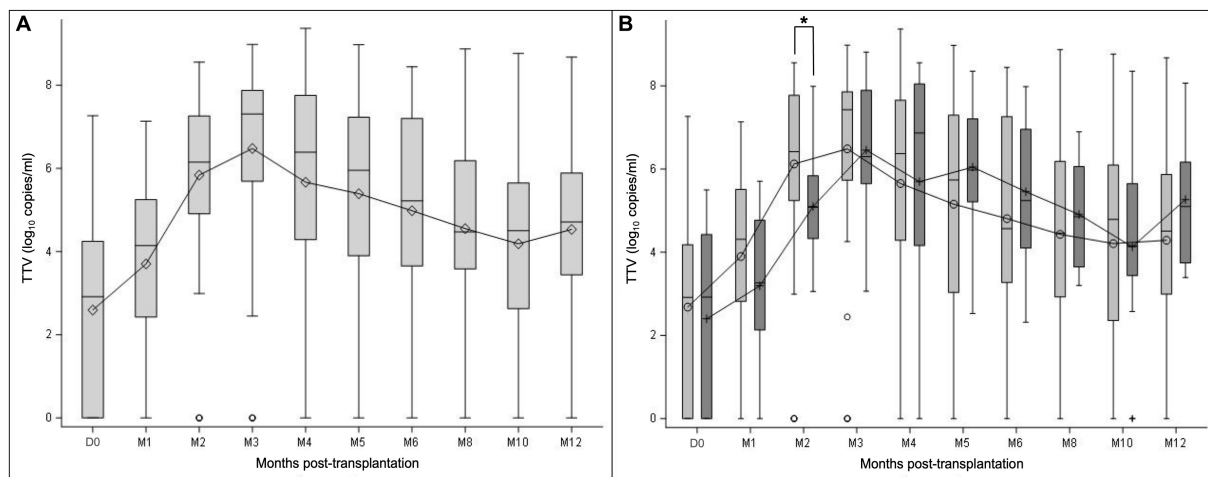 A
TTV (log₁₀ copies/ml)
8
6
4
2
0
D0 M1 M2 M3 M4 M5 M6 M8 M10 M12
Months post-transplantation
B
*
TTV (log₁₀ copies/ml)
8
6
4
2
0
D0 M1 M2 M3 M4 M5 M6 M8 M10 M12
Months post-transplantation